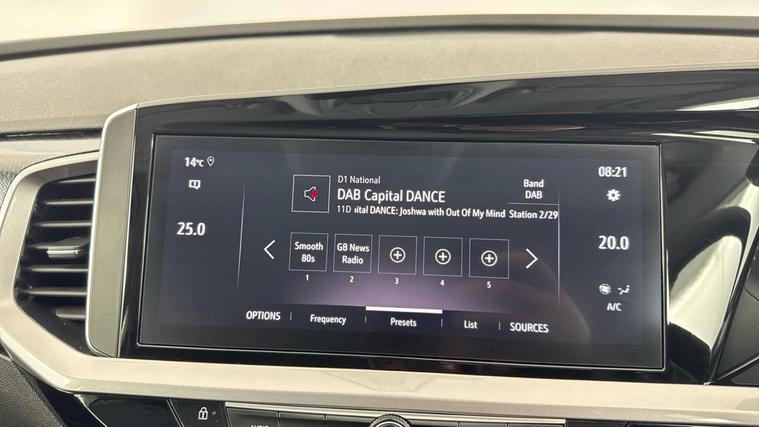 14°C
08:21
D1 National
DAB Capital DANCE
11D ital DANCE: Joshwa with Out Of My Mind
Band
DAB
Station 2/29
25.0
20.0
Smooth
80s
GB News
Radio
1
2
3
4
5
A/C
OPTIONS
Frequency
Presets
List
SOURCES